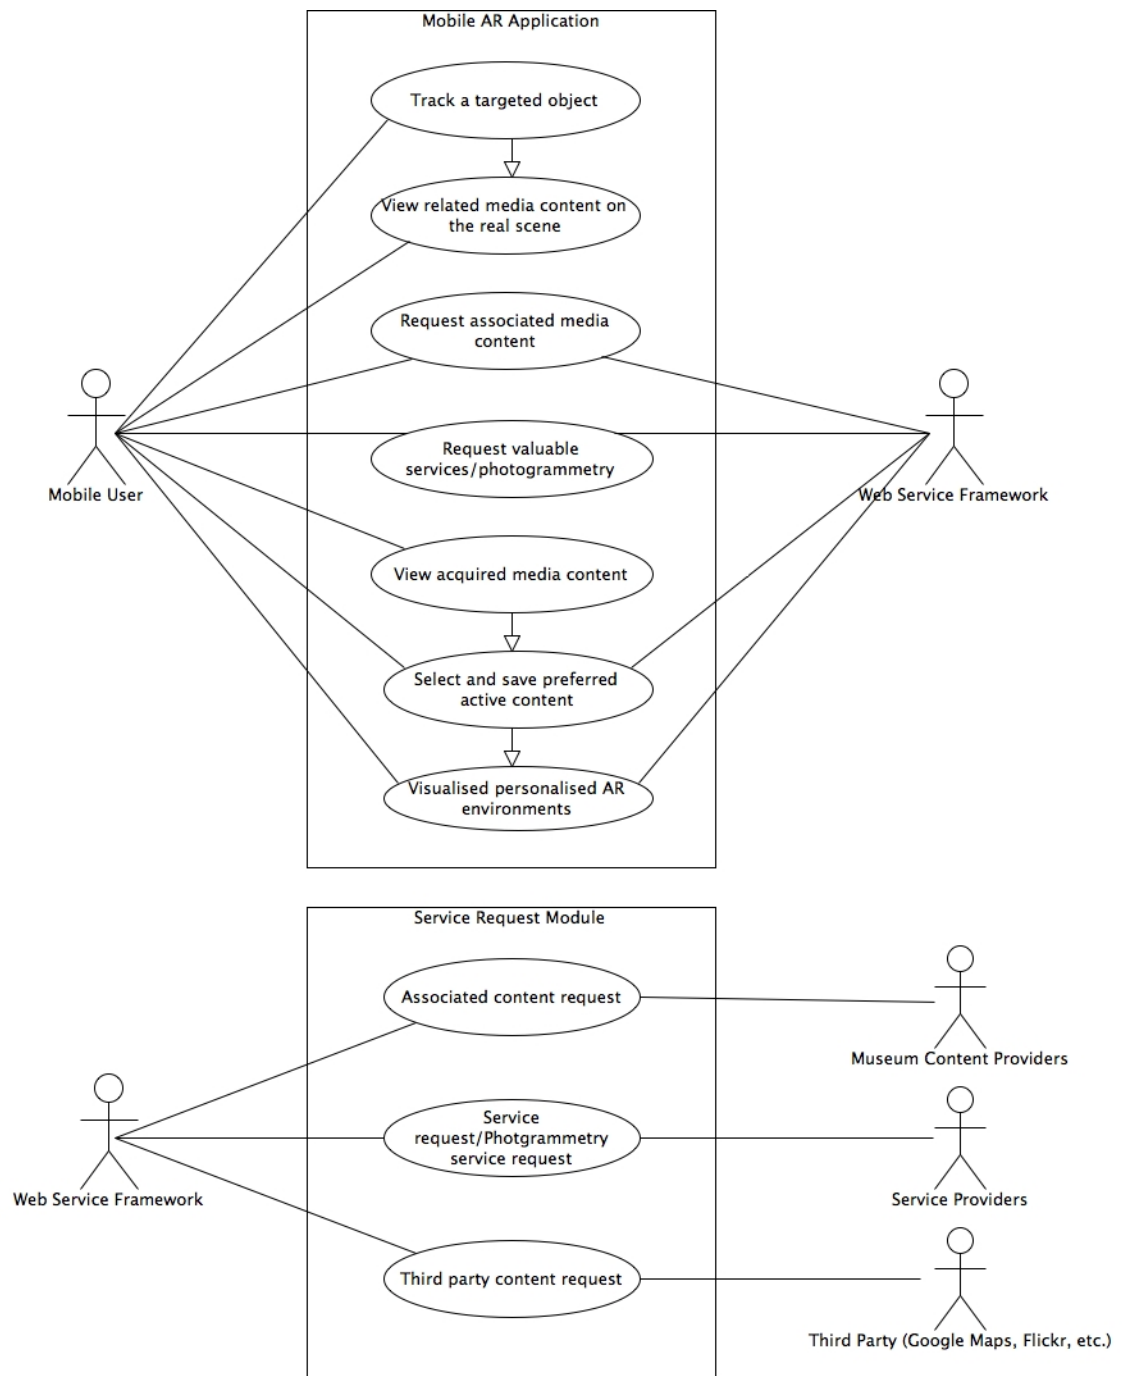 Mobile AR Application
Track a targeted object
View related media content on
the real scene
Request associated media
content
Mobile User
Request valuable
services/photogrammetry
Web Service Framework
View acquired media content
Select and save preferred
active content
Visualised personalised AR
environments
Service Request Module
Associated content request
Museum Content Providers
Service
request/Photgrammetry
service request
Web Service Framework
Service Providers
Third party content request
Third Party (Google Maps, Flickr, etc.)